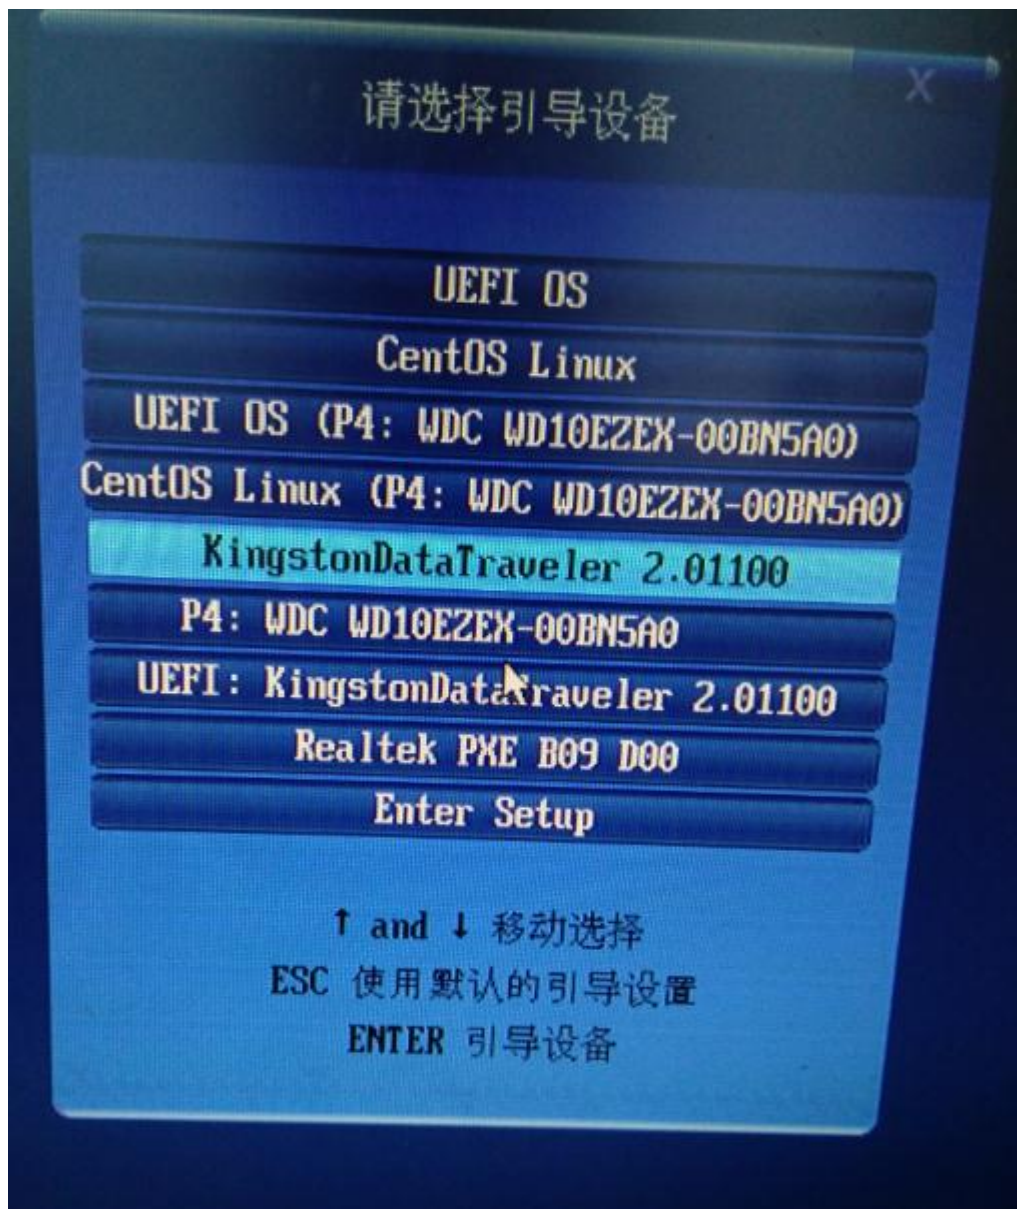 请选择引导设备
X
UEFI OS
CentOS Linux
UEFI OS (P4: WDC WD10EZEX-00BN5A0)
CentOS Linux (P4: WDC WD10EZEX-00BN5A0)
KingstonDataTraveler 2.01100
P4: WDC WD10EZEX-00BN5A0
UEFI: KingstonDataTraveler 2.01100
Realtek PXE B09 D00
Enter Setup
↑ and ↓ 移动选择
ESC 使用默认的引导设置
ENTER 引导设备